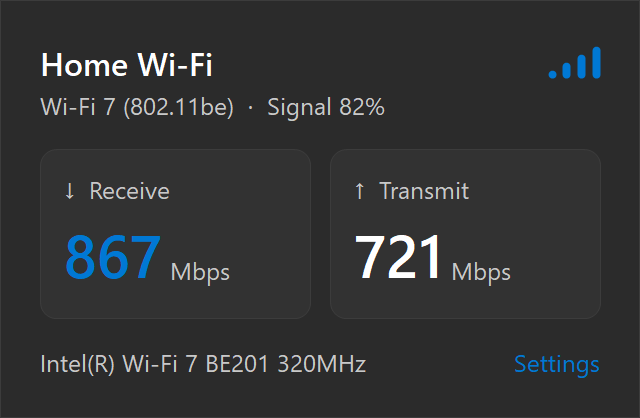 Home Wi-Fi
Wi-Fi 7 (802.11be) · Signal 82%
↓ Receive
867 Mbps
↑ Transmit
721 Mbps
Intel(R) Wi-Fi 7 BE201 320MHz
Settings